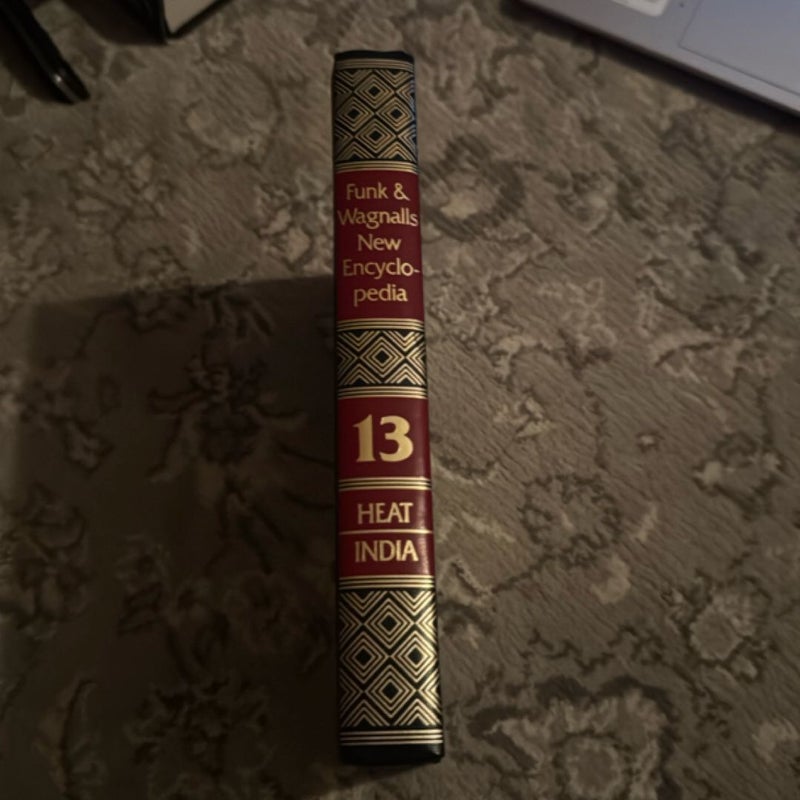 Funk &
Wagnalls
New
Encyclo-
pedia
13
HEAT
INDIA